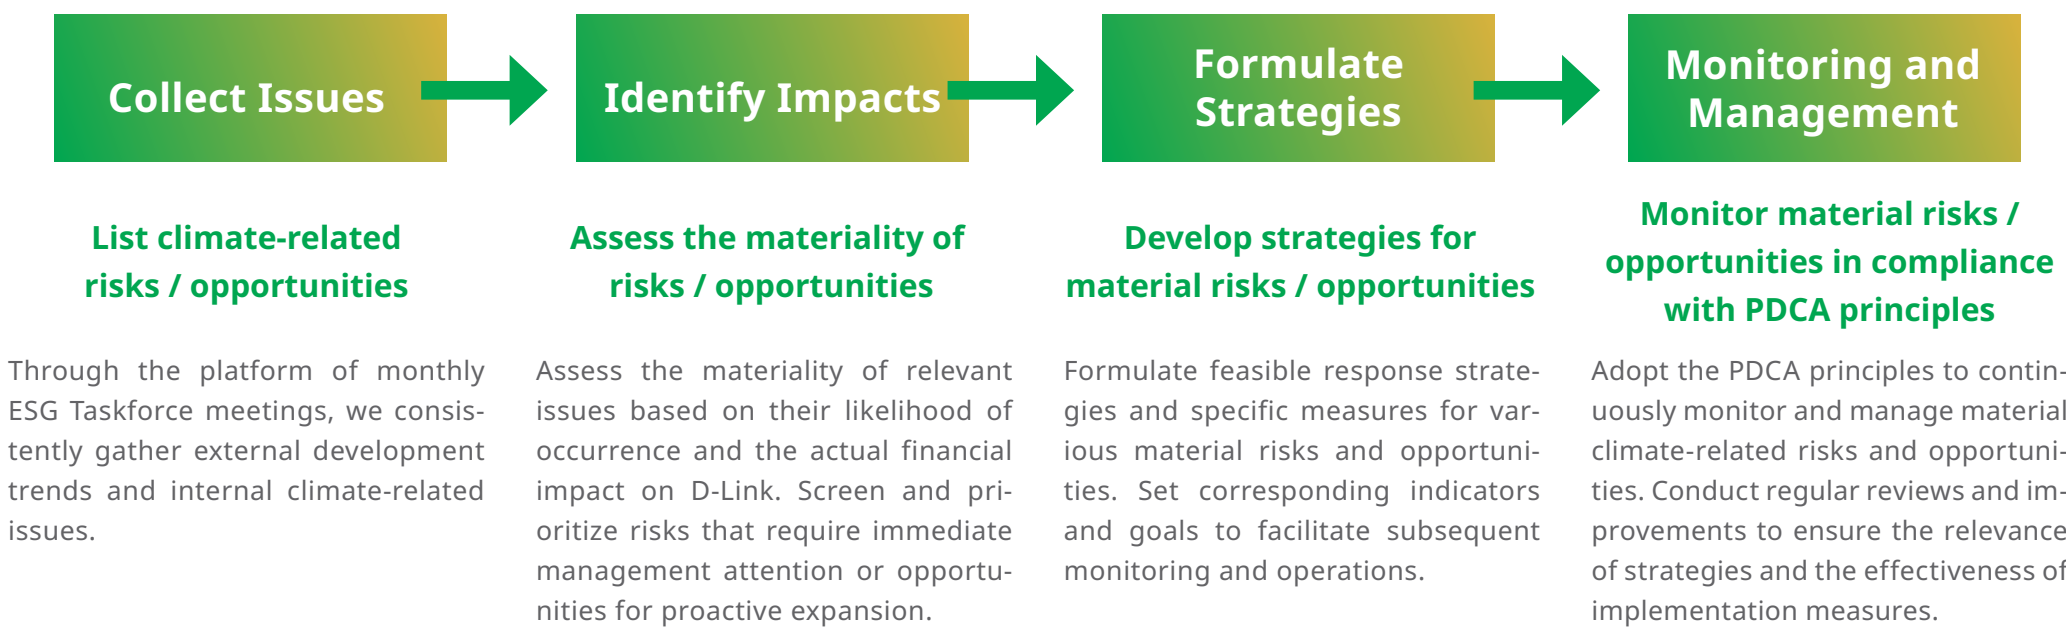 Collect Issues
Identify Impacts
Formulate
Strategies
Monitoring and
Management
List climate-related
risks / opportunities
Assess the materiality of
risks / opportunities
Develop strategies for
material risks / opportunities
Monitor material risks /
opportunities in compliance
with PDCA principles
Through the platform of monthly
ESG Taskforce meetings, we consis-
tently gather external development
trends and internal climate-related
issues.
Assess the materiality of relevant
issues based on their likelihood of
occurrence and the actual financial
impact on D-Link. Screen and pri-
oritize risks that require immediate
management attention or opportu-
nities for proactive expansion.
Formulate feasible response strate-
gies and specific measures for var-
ious material risks and opportuni-
ties. Set corresponding indicators
and goals to facilitate subsequent
monitoring and operations.
Adopt the PDCA principles to contin-
uously monitor and manage material
climate-related risks and opportuni-
ties. Conduct regular reviews and im-
provements to ensure the relevance
of strategies and the effectiveness of
implementation measures.